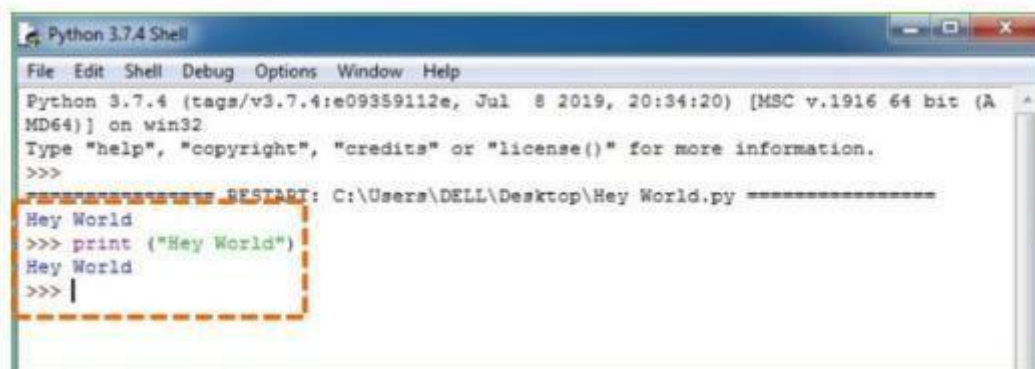 Python 3.7.4 Shell
File Edit Shell Debug Options Window Help
Python 3.7.4 (tags/v3.7.4:e09359112e, Jul  8 2019, 20:34:20) [MSC v.1916 64 bit (A
MD64)] on win32
Type "help", "copyright", "credits" or "license()" for more information.
>>>
================ RESTART: C:\Users\DELL\Desktop\Hey World.py ================
Hey World
>>> print ("Hey World")
Hey World
>>>